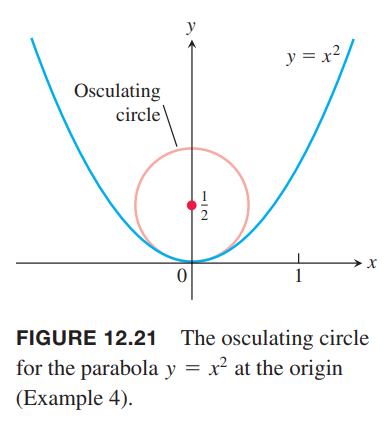 y
y = x²
Osculating
circle
1
2
0
1
x
FIGURE 12.21 The osculating circle
for the parabola y = x² at the origin
(Example 4).